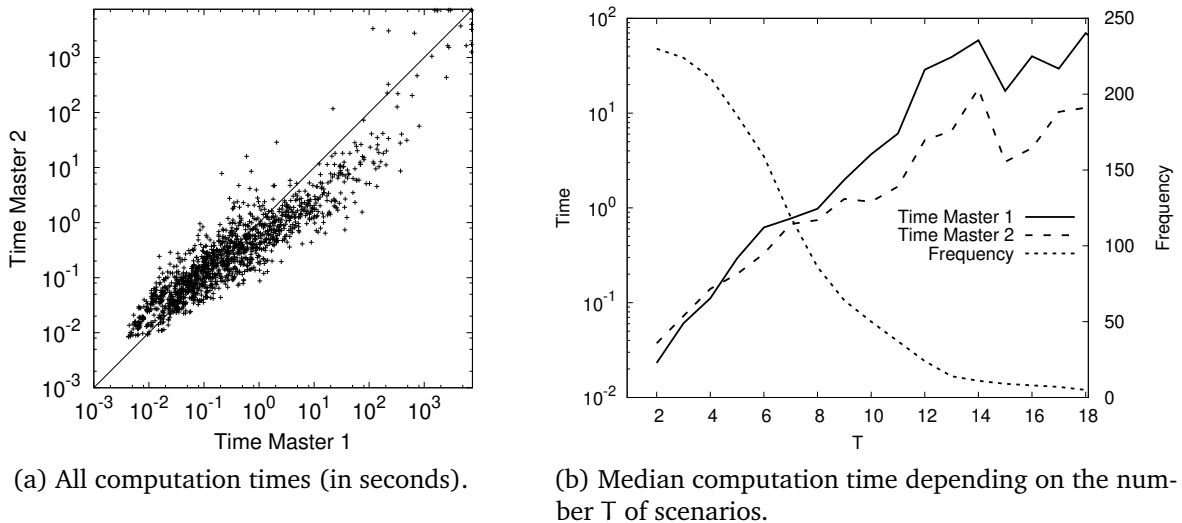 Time Master 2
10^3
10^2
10^1
10^0
10^-1
10^-2
10^-3
10^-3 10^-2 10^-1 10^0 10^1 10^2 10^3
Time Master 1
(a) All computation times (in seconds).
Time
10^2
10^1
10^0
10^-1
10^-2
Time Master 1
Time Master 2
Frequency
250
200
150
100
50
0
Frequency
2 4 6 8 10 12 14 16 18
T
(b) Median computation time depending on the num-
ber T of scenarios.